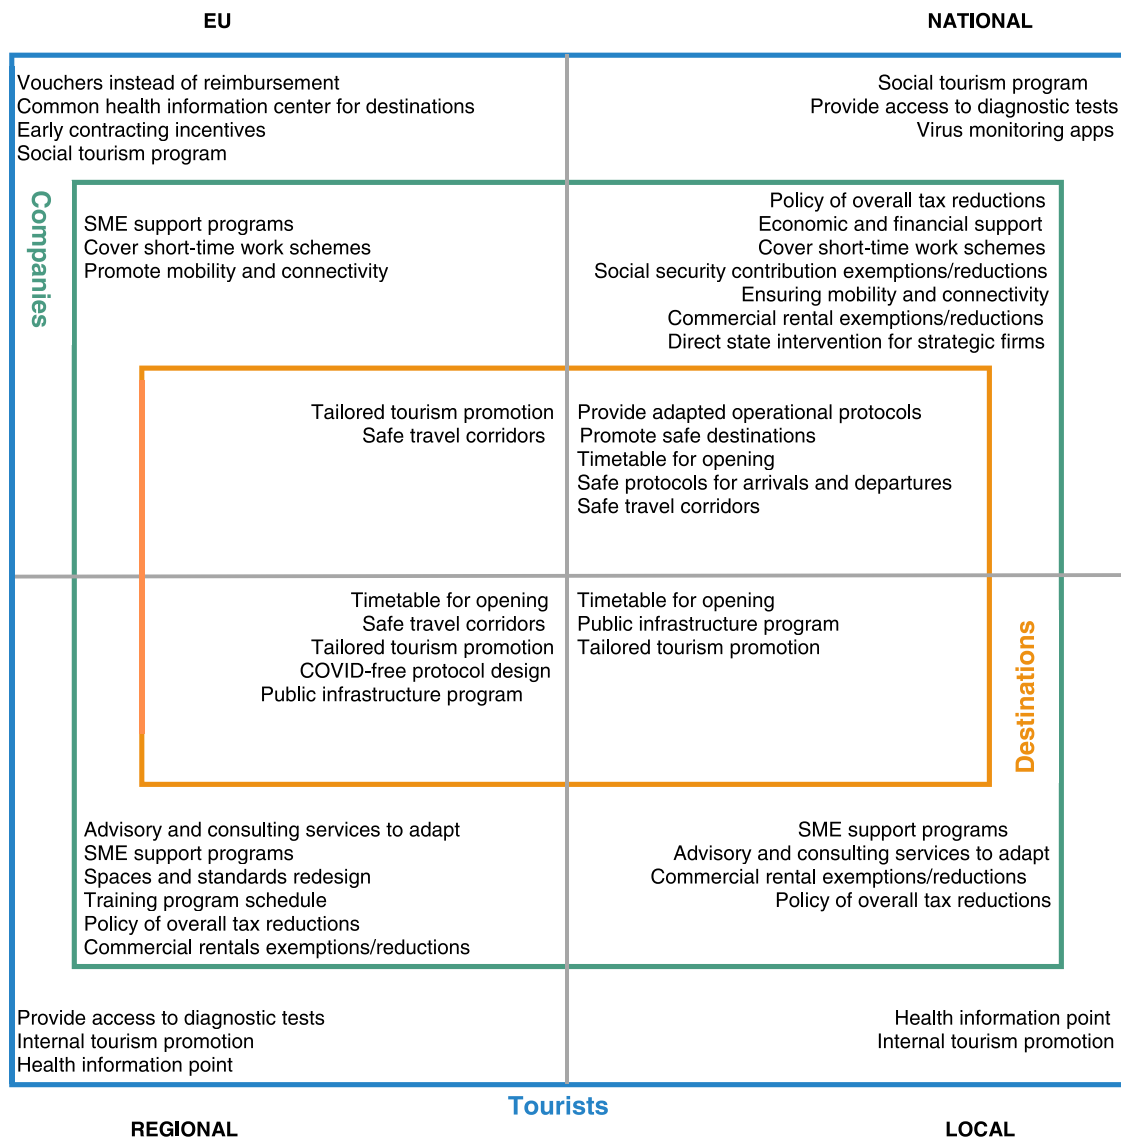 EU
NATIONAL
Vouchers instead of reimbursement
Common health information center for destinations
Early contracting incentives
Social tourism program
Social tourism program
Provide access to diagnostic tests
Virus monitoring apps
Companies
SME support programs
Cover short-time work schemes
Promote mobility and connectivity
Policy of overall tax reductions
Economic and financial support
Cover short-time work schemes
Social security contribution exemptions/reductions
Ensuring mobility and connectivity
Commercial rental exemptions/reductions
Direct state intervention for strategic firms
Tailored tourism promotion
Safe travel corridors
Provide adapted operational protocols
Promote safe destinations
Timetable for opening
Safe protocols for arrivals and departures
Safe travel corridors
Timetable for opening
Safe travel corridors
Tailored tourism promotion
COVID-free protocol design
Public infrastructure program
Timetable for opening
Public infrastructure program
Tailored tourism promotion
Destinations
Advisory and consulting services to adapt
SME support programs
Spaces and standards redesign
Training program schedule
Policy of overall tax reductions
Commercial rentals exemptions/reductions
SME support programs
Advisory and consulting services to adapt
Commercial rental exemptions/reductions
Policy of overall tax reductions
Provide access to diagnostic tests
Internal tourism promotion
Health information point
Health information point
Internal tourism promotion
Tourists
REGIONAL
LOCAL